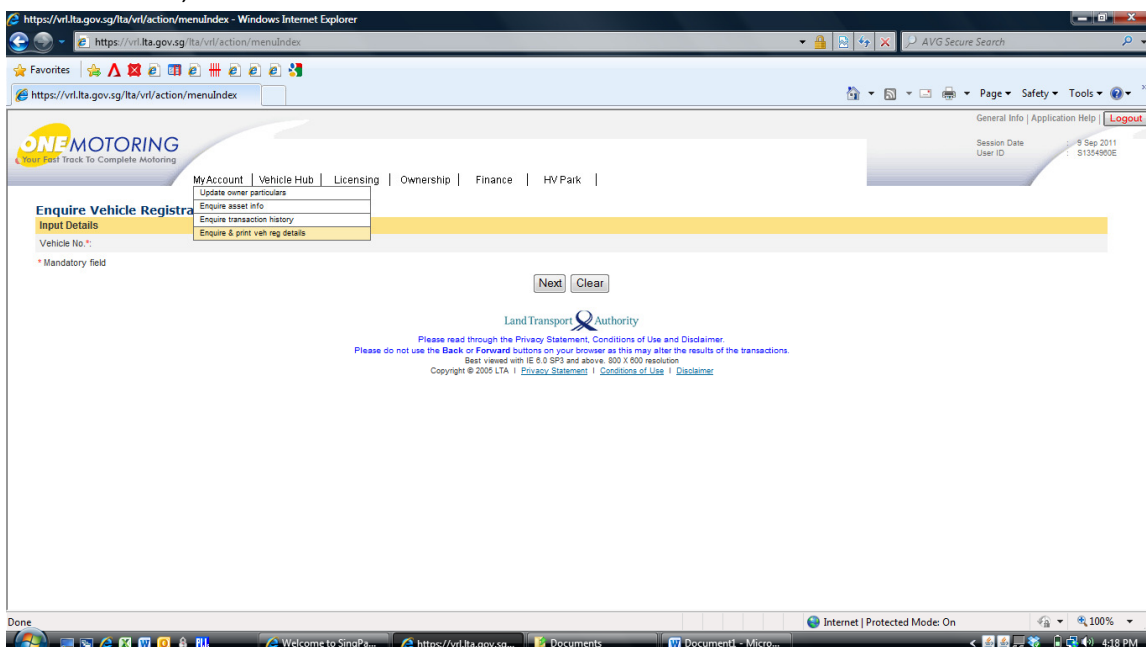 https://vrl.lta.gov.sg/lta/vrl/action/menuIndex - Windows Internet Explorer
https://vrl.lta.gov.sg/lta/vrl/action/menuIndex
AVG Secure Search
Favorites
https://vrl.lta.gov.sg/lta/vrl/action/menuIndex
Page Safety Tools
General Info | Application Help | Logout
ONE MOTORING
Your Fast Track To Complete Motoring
Session Date : 9 Sep 2011
User ID : S1354960E
MyAccount | Vehicle Hub | Licensing | Ownership | Finance | HV Park |
Update owner particulars
Enquire asset info
Enquire transaction history
Enquire & print veh reg details
Enquire Vehicle Registra
Input Details
Vehicle No.*:
* Mandatory field
Next Clear
Land Transport Authority
Please read through the Privacy Statement, Conditions of Use and Disclaimer.
Please do not use the Back or Forward buttons on your browser as this may alter the results of the transactions.
Best viewed with IE 6.0 SP3 and above. 800 X 600 resolution
Copyright © 2005 LTA | Privacy Statement | Conditions of Use | Disclaimer
Done
Internet | Protected Mode: On
100%
Welcome to SingPa...
https://vrl.lta.gov.sg...
Documents
Document1 - Micro...
4:18 PM